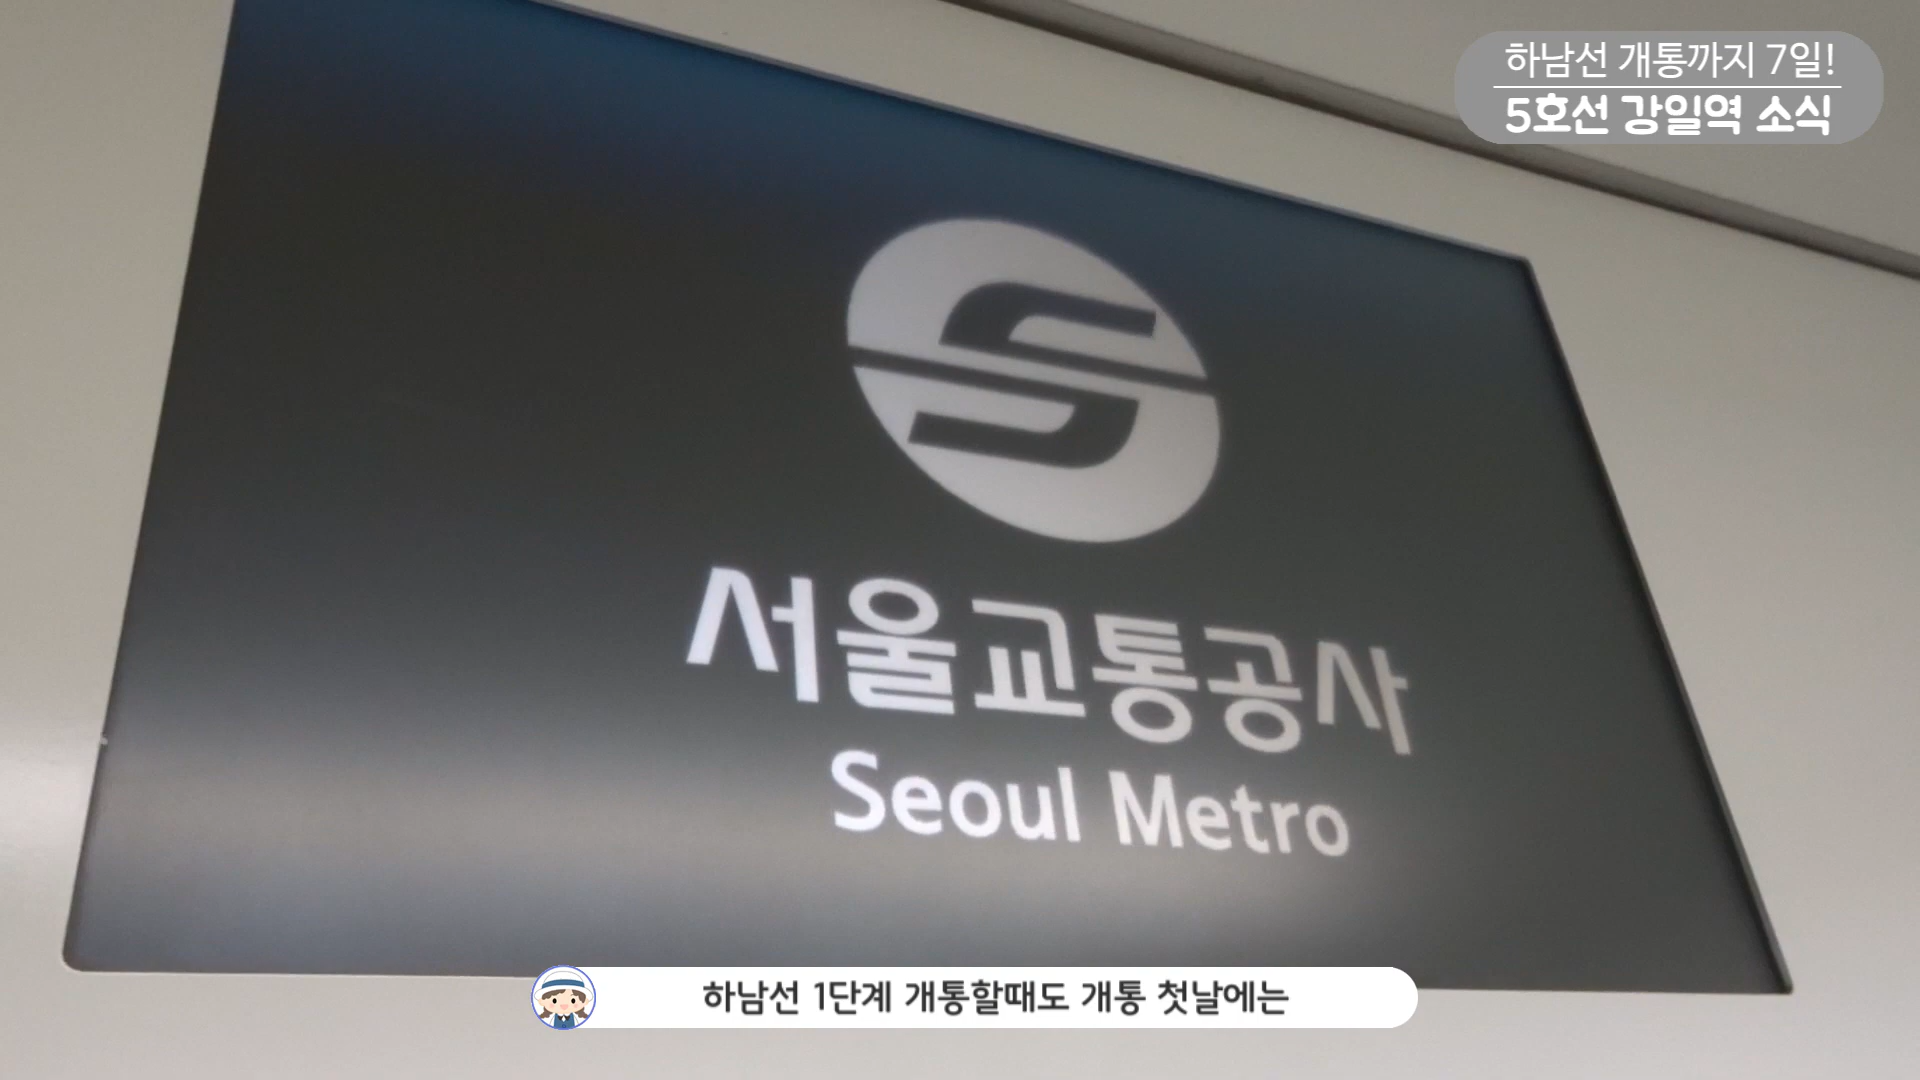 하남선 개통까지 7일!
5호선 강일역 소식
서울교통공사
Seoul Metro
하남선 1단계 개통할때도 개통 첫날에는